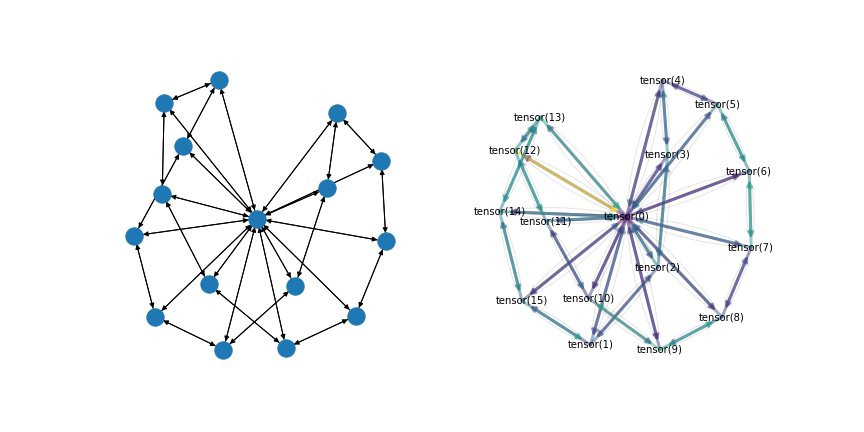 tensor(4)
tensor(5)
tensor(13)
tensor(12)
tensor(3)
tensor(6)
tensor(14)
tensor(11)
tensor(0)
tensor(7)
tensor(2)
tensor(15)
tensor(10)
tensor(8)
tensor(1)
tensor(9)